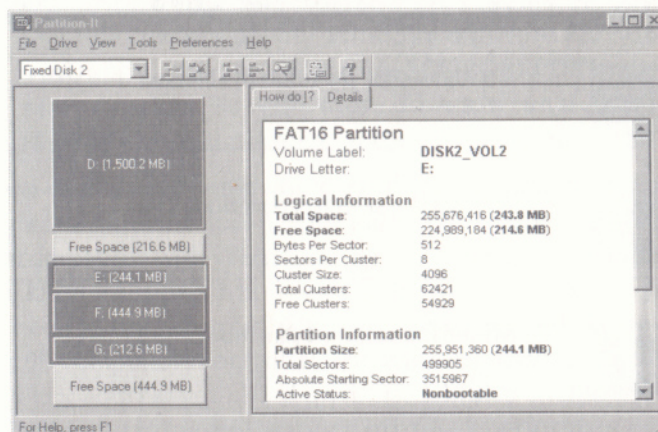 Partition-It
File Drive View Tools Preferences Help
Fixed Disk 2
?
D: (1,500.2 MB)
Free Space (216.6 MB)
E: (244.1 MB)
F: (444.9 MB)
G: (212.6 MB)
Free Space (444.9 MB)
How do I? Details
FAT16 Partition
Volume Label: DISK2_VOL2
Drive Letter: E:
Logical Information
Total Space: 255,676,416 (243.8 MB)
Free Space: 224,989,184 (214.6 MB)
Bytes Per Sector: 512
Sectors Per Cluster: 8
Cluster Size: 4096
Total Clusters: 62421
Free Clusters: 54929
Partition Information
Partition Size: 255,951,360 (244.1 MB)
Total Sectors: 499905
Absolute Starting Sector: 3515967
Active Status: Nonbootable
For Help, press F1